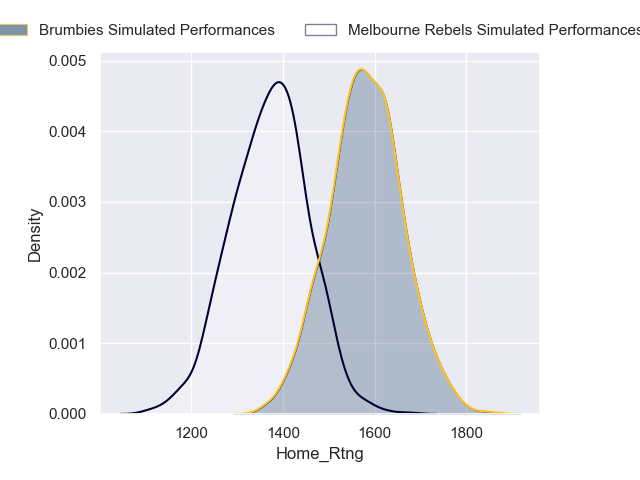 Brumbies Simulated Performances Melbourne Rebels Simulated Performances
0.005
0.004
0.003
0.002
0.001
0.000
Density
1200 1400 1600 1800
Home_Rtng